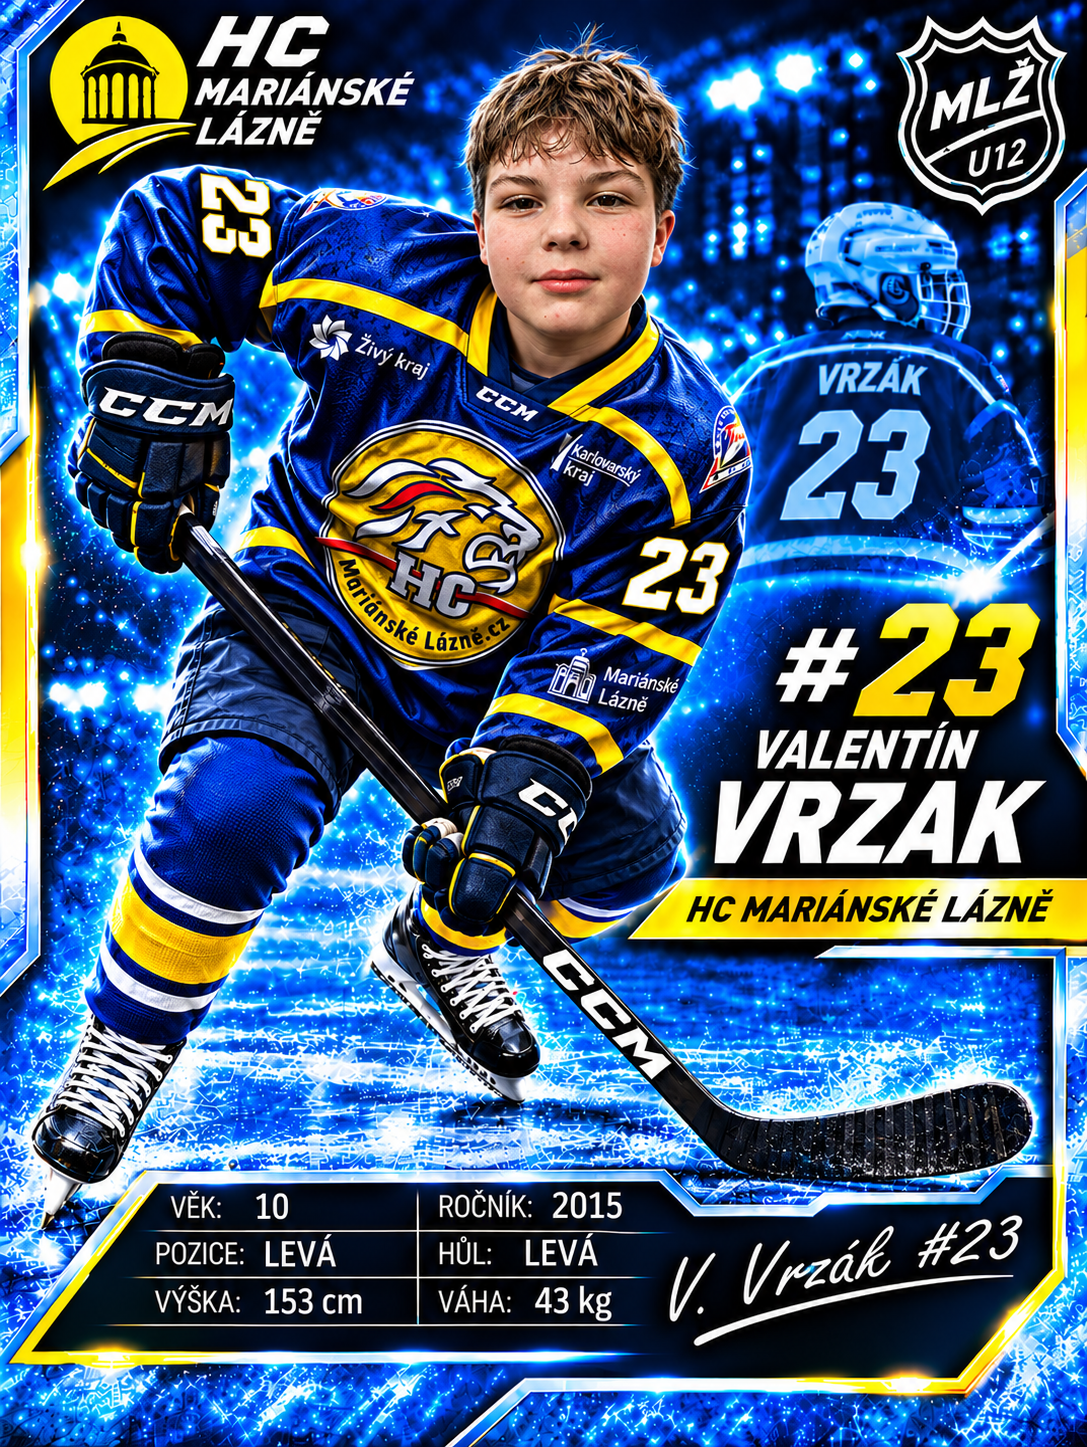 HC
MARIÁNSKÉ
LÁZNĚ
MLŽ
U12
23
Živý kraj
CCM
CCM
Karlovarský
kraj
VRZÁK
23
HC
Mariánské Lázně.cz
23
Mariánské
Lázně
#23
VALENTÍN
VRZAK
HC MARIÁNSKÉ LÁZNĚ
CCM
VĚK: 10
ROČNÍK: 2015
POZICE: LEVÁ
HŮL: LEVÁ
VÝŠKA: 153 cm
VÁHA: 43 kg
V. Vrzák #23